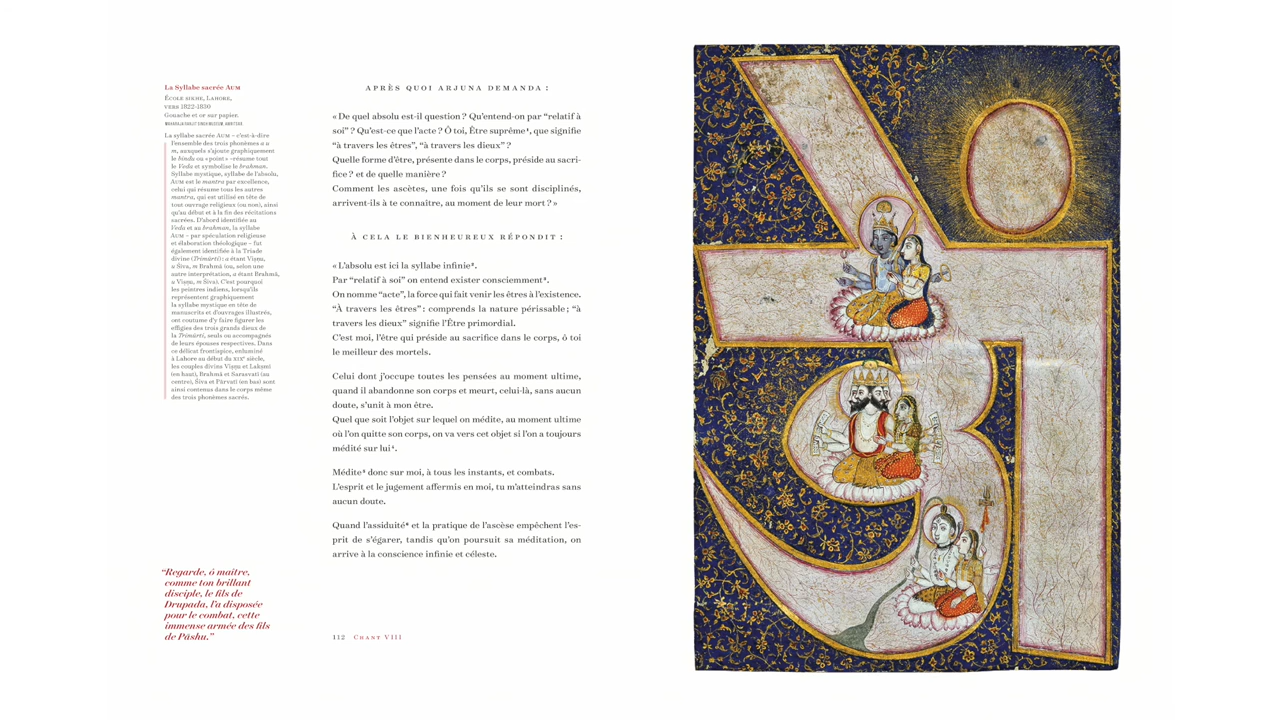 La Syllabe sacrée AUM
ÉCOLE SIKHE, LAHORE,
VERS 1822-1830
Gouache et or sur papier.
La syllabe sacrée AUM – c'est-à-dire
l'ensemble des trois phonèmes a u
m, auxquels s'ajoute graphiquement
le bindu ou « point » –résume tout
le Veda et symbolise le brahman.
Syllabe mystique, syllabe de l'absolu,
AUM est le mantra par excellence,
celui qui résume tous les autres
mantra, qui est utilisé en tête de
tout ouvrage religieux (ou non), ainsi
qu'au début et à la fin des récitations
sacrées. D'abord identifiée au
Veda et au brahman, la syllabe
AUM – par spéculation religieuse
et élaboration théologique – fut
également identifiée à la Triade
divine (Trimūrti) : a étant Viṣṇu,
u Śiva, m Brahmā (ou, selon une
autre interprétation, a étant Brahmā,
u Viṣṇu, m Śiva). C'est pourquoi
les peintres indiens, lorsqu'ils
représentent graphiquement
la syllabe mystique en tête de
manuscrits et d'ouvrages illustrés,
ont coutume d'y faire figurer les
effigies des trois grands dieux de
la Trimūrti, seuls ou accompagnés
de leurs épouses respectives. Dans
ce délicat frontispice, enluminé
à Lahore au début du XIXe siècle,
les couples divins Viṣṇu et Lakṣmī
(en haut), Brahmā et Sarasvatī (au
centre), Śiva et Pārvatī (en bas) sont
ainsi contenus dans le corps même
des trois phonèmes sacrés.
“Regarde, ô maître,
comme ton brillant
disciple, le fils de
Drupada, l'a disposée
pour le combat, cette
immense armée des fils
de Pāshu.”
APRÈS QUOI ARJUNA DEMANDA :
« De quel absolu est-il question ? Qu'entend-on par “relatif à
soi” ? Qu'est-ce que l'acte ? Ô toi, Être suprême¹, que signifie
“à travers les êtres”, “à travers les dieux” ?
Quelle forme d'être, présente dans le corps, préside au sacri-
fice ? et de quelle manière ?
Comment les ascètes, une fois qu'ils se sont disciplinés,
arrivent-ils à te connaître, au moment de leur mort ? »
À CELA LE BIENHEUREUX RÉPONDIT :
« L'absolu est ici la syllabe infinie².
Par “relatif à soi” on entend exister consciemment³.
On nomme “acte”, la force qui fait venir les êtres à l'existence.
“À travers les êtres” : comprends la nature périssable ; “à
travers les dieux” signifie l'Être primordial.
C'est moi, l'être qui préside au sacrifice dans le corps, ô toi
le meilleur des mortels.
Celui dont j'occupe toutes les pensées au moment ultime,
quand il abandonne son corps et meurt, celui-là, sans aucun
doute, s'unit à mon être.
Quel que soit l'objet sur lequel on médite, au moment ultime
où l'on quitte son corps, on va vers cet objet si l'on a toujours
médité sur lui⁴.
Médite⁵ donc sur moi, à tous les instants, et combats.
L'esprit et le jugement affermis en moi, tu m'atteindras sans
aucun doute.
Quand l'assiduité⁶ et la pratique de l'ascèse empêchent l'es-
prit de s'égarer, tandis qu'on poursuit sa méditation, on
arrive à la conscience infinie et céleste.
112 CHANT VIII